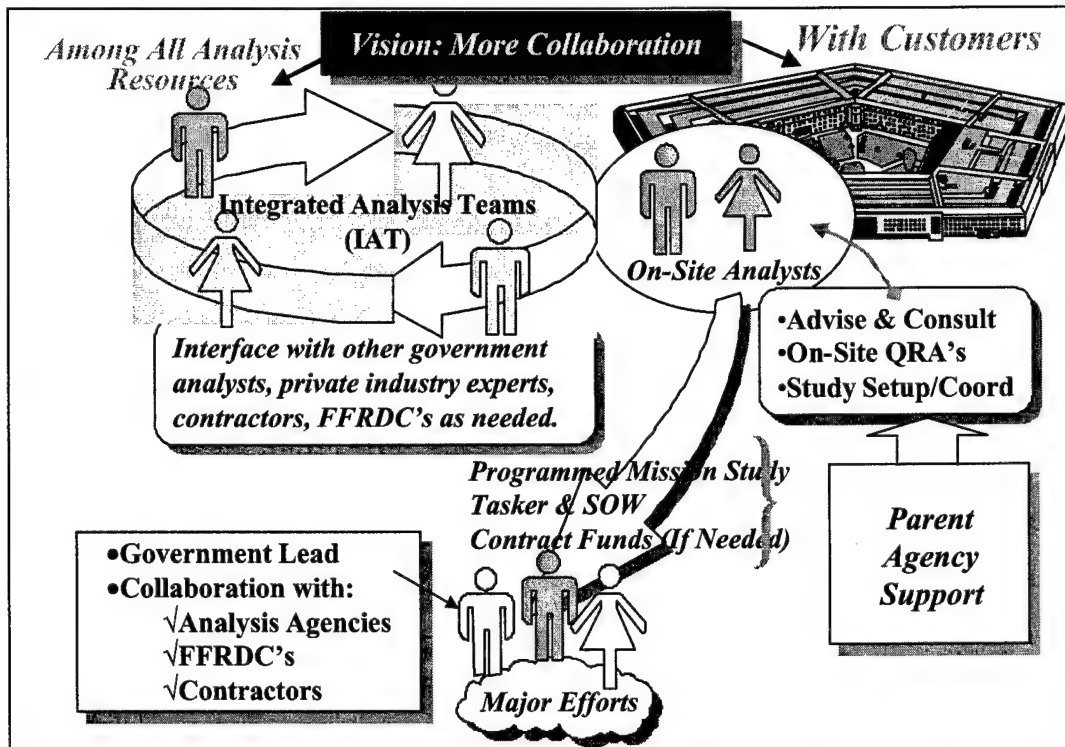 Vision: More Collaboration
Among All Analysis
Resources
With Customers
Integrated Analysis Teams
(IAT)
On-Site Analysts
Interface with other government
analysts, private industry experts,
contractors, FFRDC's as needed.
•Advise & Consult
•On-Site QRA's
•Study Setup/Coord
Programmed Mission Study
Tasker & SOW
Contract Funds (If Needed)
Parent
Agency
Support
•Government Lead
•Collaboration with:
√Analysis Agencies
√FFRDC's
√Contractors
Major Efforts